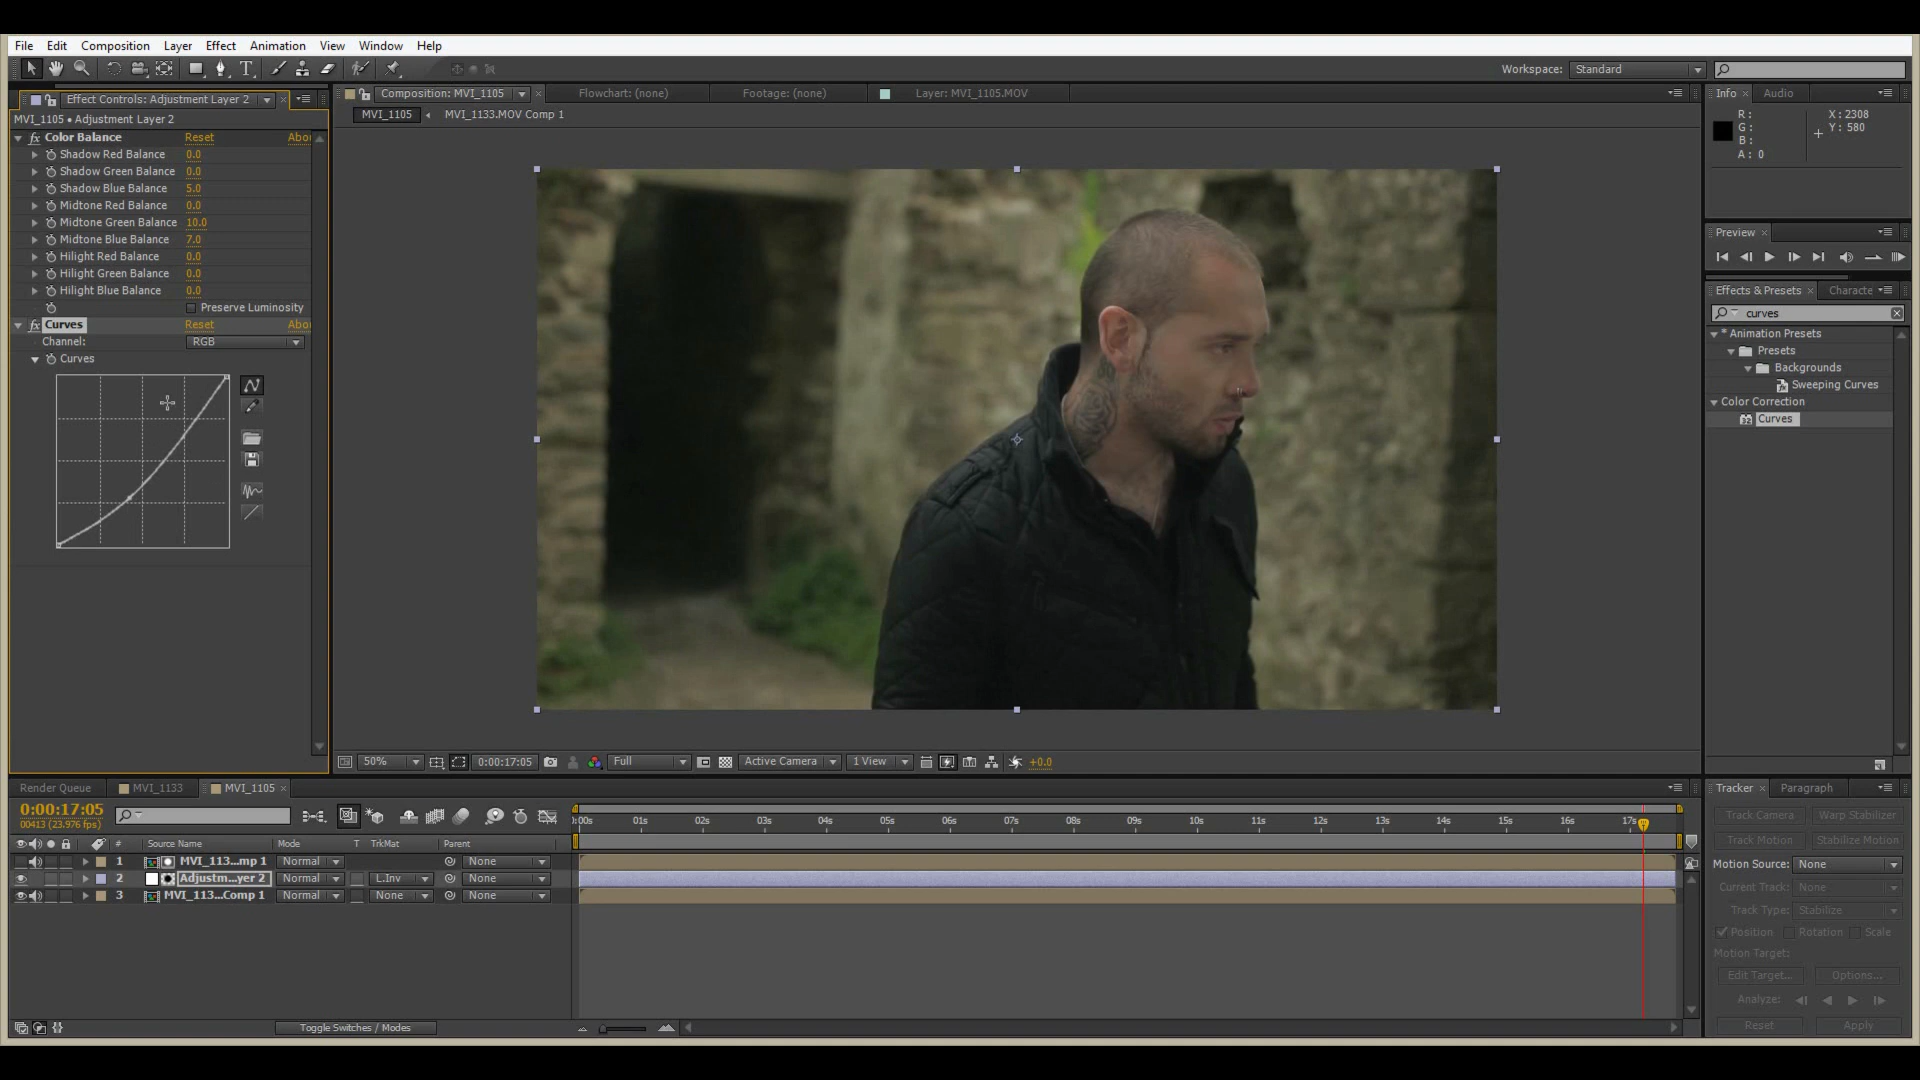 File Edit Composition Layer Effect Animation View Window Help
Workspace: Standard
Effect Controls: Adjustment Layer 2
MVI_1105 • Adjustment Layer 2
Color Balance Reset Abo
Shadow Red Balance 0.0
Shadow Green Balance 0.0
Shadow Blue Balance 5.0
Midtone Red Balance 0.0
Midtone Green Balance 10.0
Midtone Blue Balance 7.0
Hilight Red Balance 0.0
Hilight Green Balance 0.0
Hilight Blue Balance 0.0
Preserve Luminosity
fx Curves Reset Abo
Channel: RGB
Curves
Composition: MVI_1105 Flowchart: (none) Footage: (none) Layer: MVI_1105.MOV
MVI_1105 MVI_1133.MOV Comp 1
50% 0:00:17:05 Full Active Camera 1 View +0.0
Info Audio
R: X: 2308
G: Y: 580
B:
A: 0
Preview
Effects & Presets Characte
curves
* Animation Presets
Presets
Backgrounds
Sweeping Curves
Color Correction
Curves
Render Queue MVI_1133 MVI_1105
0:00:17:05
00413 (23.976 fps)
:00s 01s 02s 03s 04s 05s 06s 07s 08s 09s 10s 11s 12s 13s 14s 15s 16s 17s
# Source Name Mode T TrkMat Parent
1 MVI_113...mp 1 Normal None
2 Adjustm...yer 2 Normal L.Inv None
3 MVI_113...Comp 1 Normal None None
Toggle Switches / Modes
Tracker Paragraph
Track Camera Warp Stabilizer
Track Motion Stabilize Motion
Motion Source: None
Current Track: None
Track Type: Stabilize
Position Rotation Scale
Motion Target:
Edit Target... Options...
Analyze:
Reset Apply